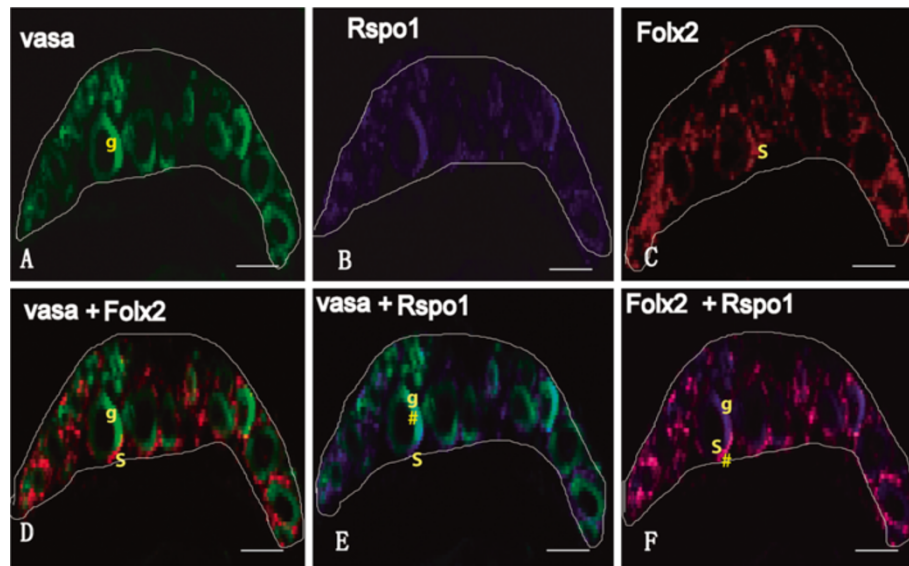 vasa
g
A
Rspo1
B
Folx2
S
C
vasa + Folx2
g
S
D
vasa + Rspo1
g
#
S
E
Folx2 + Rspo1
g
S
#
F